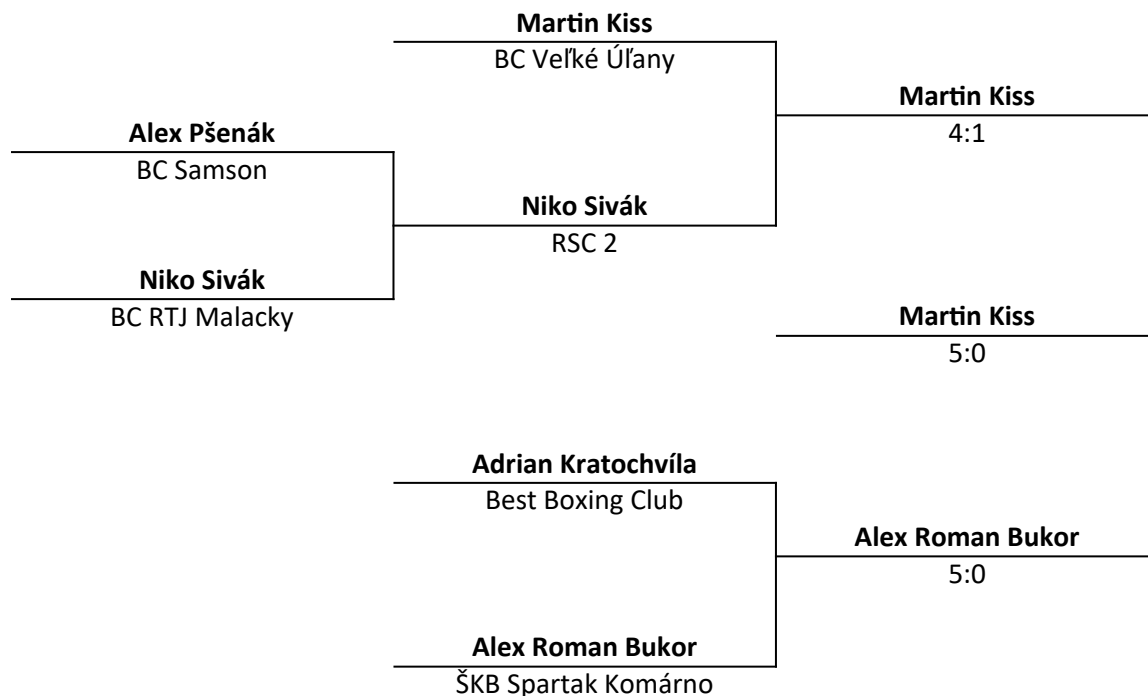 Martin Kiss
BC Veľké Úľany
Martin Kiss
4:1
Alex Pšenák
BC Samson
Niko Sivák
RSC 2
Niko Sivák
BC RTJ Malacky
Martin Kiss
5:0
Adrian Kratochvíla
Best Boxing Club
Alex Roman Bukor
5:0
Alex Roman Bukor
ŠKB Spartak Komárno